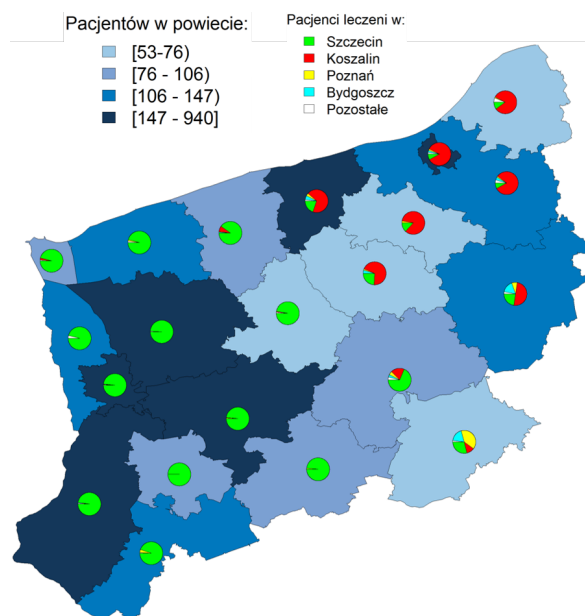 Pacjentów w powiecie:
[53-76)
[76 - 106)
[106 - 147)
[147 - 940]
Pacjenci leczeni w:
Szczecin
Koszalin
Poznań
Bydgoszcz
Pozostałe